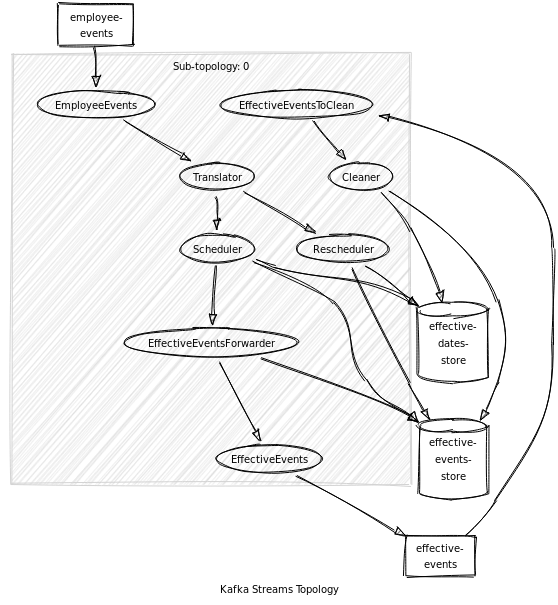 employee-
events
Sub-topology: 0
EmployeeEvents
EffectiveEventsToClean
Translator
Cleaner
Scheduler
Rescheduler
effective-
dates-
store
EffectiveEventsForwarder
effective-
events-
store
EffectiveEvents
effective-
events
Kafka Streams Topology